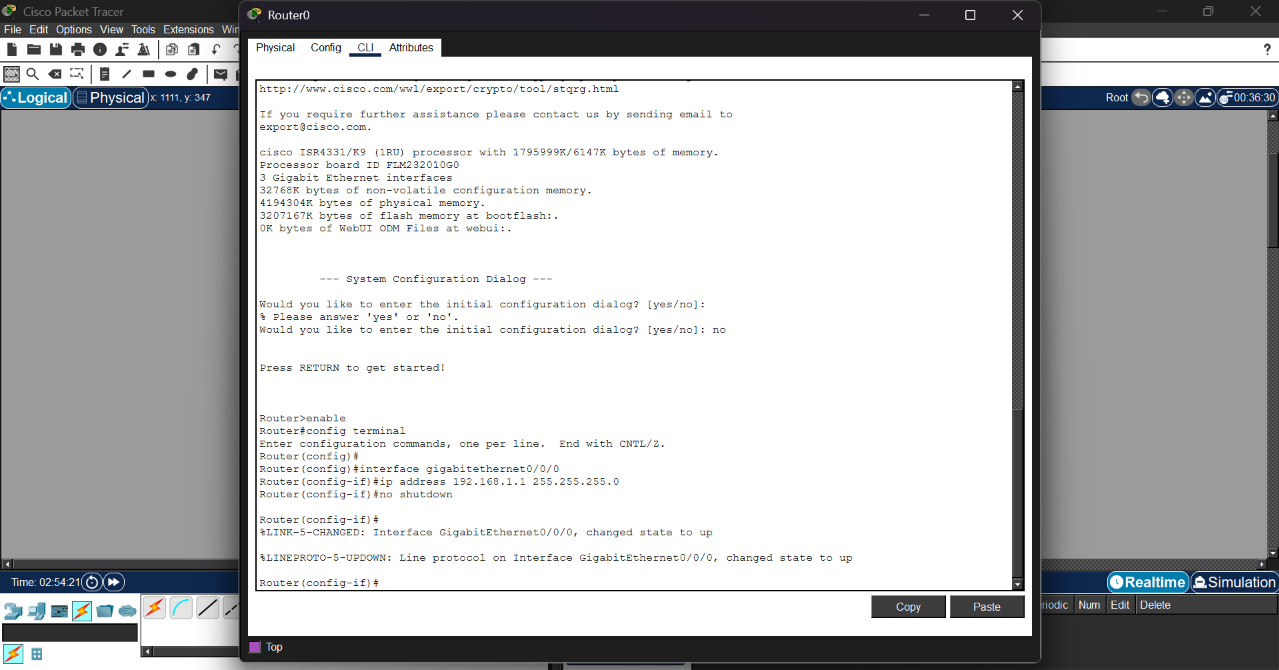 Cisco Packet Tracer
File Edit Options View Tools Extensions Win
Logical Physical x: 1111, y: 347
Root 00:36:30
?
Router0
Physical Config CLI Attributes
http://www.cisco.com/wwl/export/crypto/tool/stqrg.html
If you require further assistance please contact us by sending email to
export@cisco.com.
cisco ISR4331/K9 (1RU) processor with 1795999K/6147K bytes of memory.
Processor board ID FLM232010G0
3 Gigabit Ethernet interfaces
32768K bytes of non-volatile configuration memory.
4194304K bytes of physical memory.
3207167K bytes of flash memory at bootflash:.
0K bytes of WebUI ODM Files at webui:.
--- System Configuration Dialog ---
Would you like to enter the initial configuration dialog? [yes/no]:
% Please answer 'yes' or 'no'.
Would you like to enter the initial configuration dialog? [yes/no]: no
Press RETURN to get started!
Router>enable
Router#config terminal
Enter configuration commands, one per line.  End with CNTL/Z.
Router(config)#
Router(config)#interface gigabitethernet0/0/0
Router(config-if)#ip address 192.168.1.1 255.255.255.0
Router(config-if)#no shutdown
Router(config-if)#
%LINK-5-CHANGED: Interface GigabitEthernet0/0/0, changed state to up
%LINEPROTO-5-UPDOWN: Line protocol on Interface GigabitEthernet0/0/0, changed state to up
Router(config-if)#
Copy Paste
Top
Time: 02:54:21
Realtime Simulation
riodic Num Edit Delete